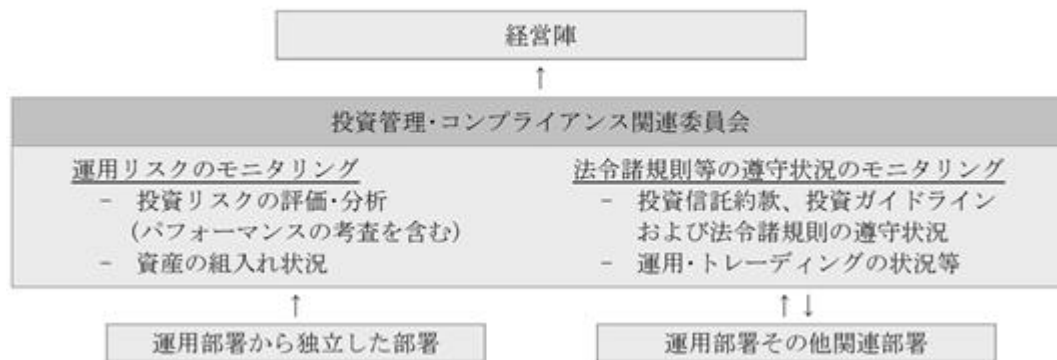 経営陣
↑
投資管理・コンプライアンス関連委員会
運用リスクのモニタリング
- 投資リスクの評価・分析
(パフォーマンスの考査を含む)
- 資産の組入れ状況
法令諸規則等の遵守状況のモニタリング
- 投資信託約款、投資ガイドライン
および法令諸規則の遵守状況
- 運用・トレーディングの状況等
↑
↑↓
運用部署から独立した部署
運用部署その他関連部署